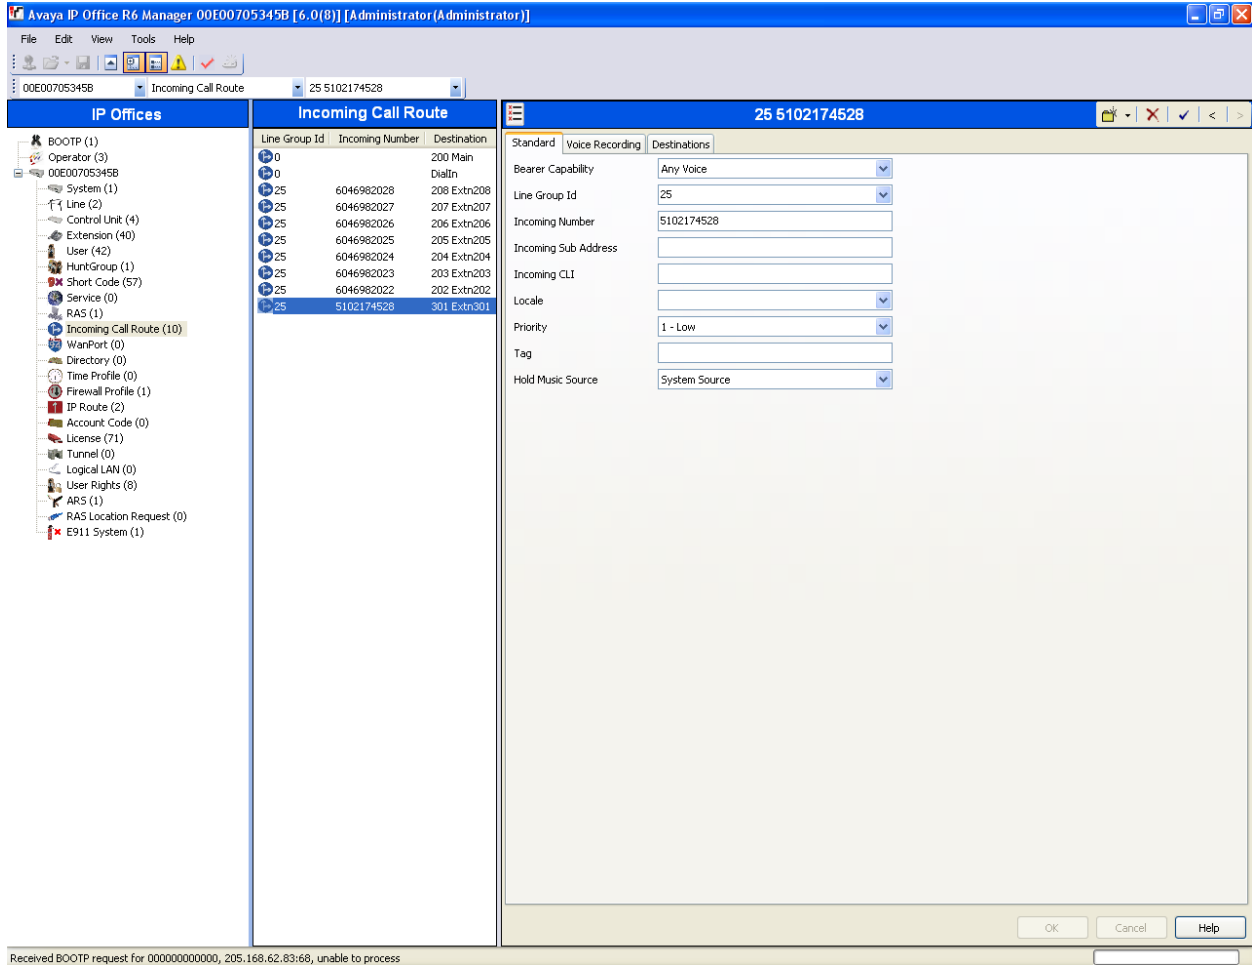 Avaya IP Office R6 Manager 00E00705345B [6.0(8)] [Administrator(Administrator)]
File Edit View Tools Help
00E00705345B Incoming Call Route 25 5102174528
IP Offices
BOOTP (1)
Operator (3)
00E00705345B
System (1)
Line (2)
Control Unit (4)
Extension (40)
User (42)
HuntGroup (1)
Short Code (57)
Service (0)
RAS (1)
Incoming Call Route (10)
WanPort (0)
Directory (0)
Time Profile (0)
Firewall Profile (1)
IP Route (2)
Account Code (0)
License (71)
Tunnel (0)
Logical LAN (0)
User Rights (8)
ARS (1)
RAS Location Request (0)
E911 System (1)
Incoming Call Route
Line Group Id Incoming Number Destination
0 200 Main
0 DialIn
25 6046982028 208 Extn208
25 6046982027 207 Extn207
25 6046982026 206 Extn206
25 6046982025 205 Extn205
25 6046982024 204 Extn204
25 6046982023 203 Extn203
25 6046982022 202 Extn202
25 5102174528 301 Extn301
25 5102174528
Standard Voice Recording Destinations
Bearer Capability Any Voice
Line Group Id 25
Incoming Number 5102174528
Incoming Sub Address
Incoming CLI
Locale
Priority 1 - Low
Tag
Hold Music Source System Source
OK Cancel Help
Received BOOTP request for 000000000000, 205.168.62.83:68, unable to process